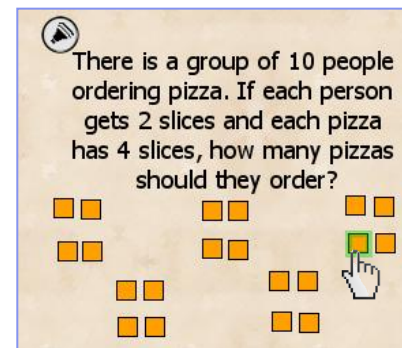 There is a group of 10 people
ordering pizza. If each person
gets 2 slices and each pizza
has 4 slices, how many pizzas
should they order?